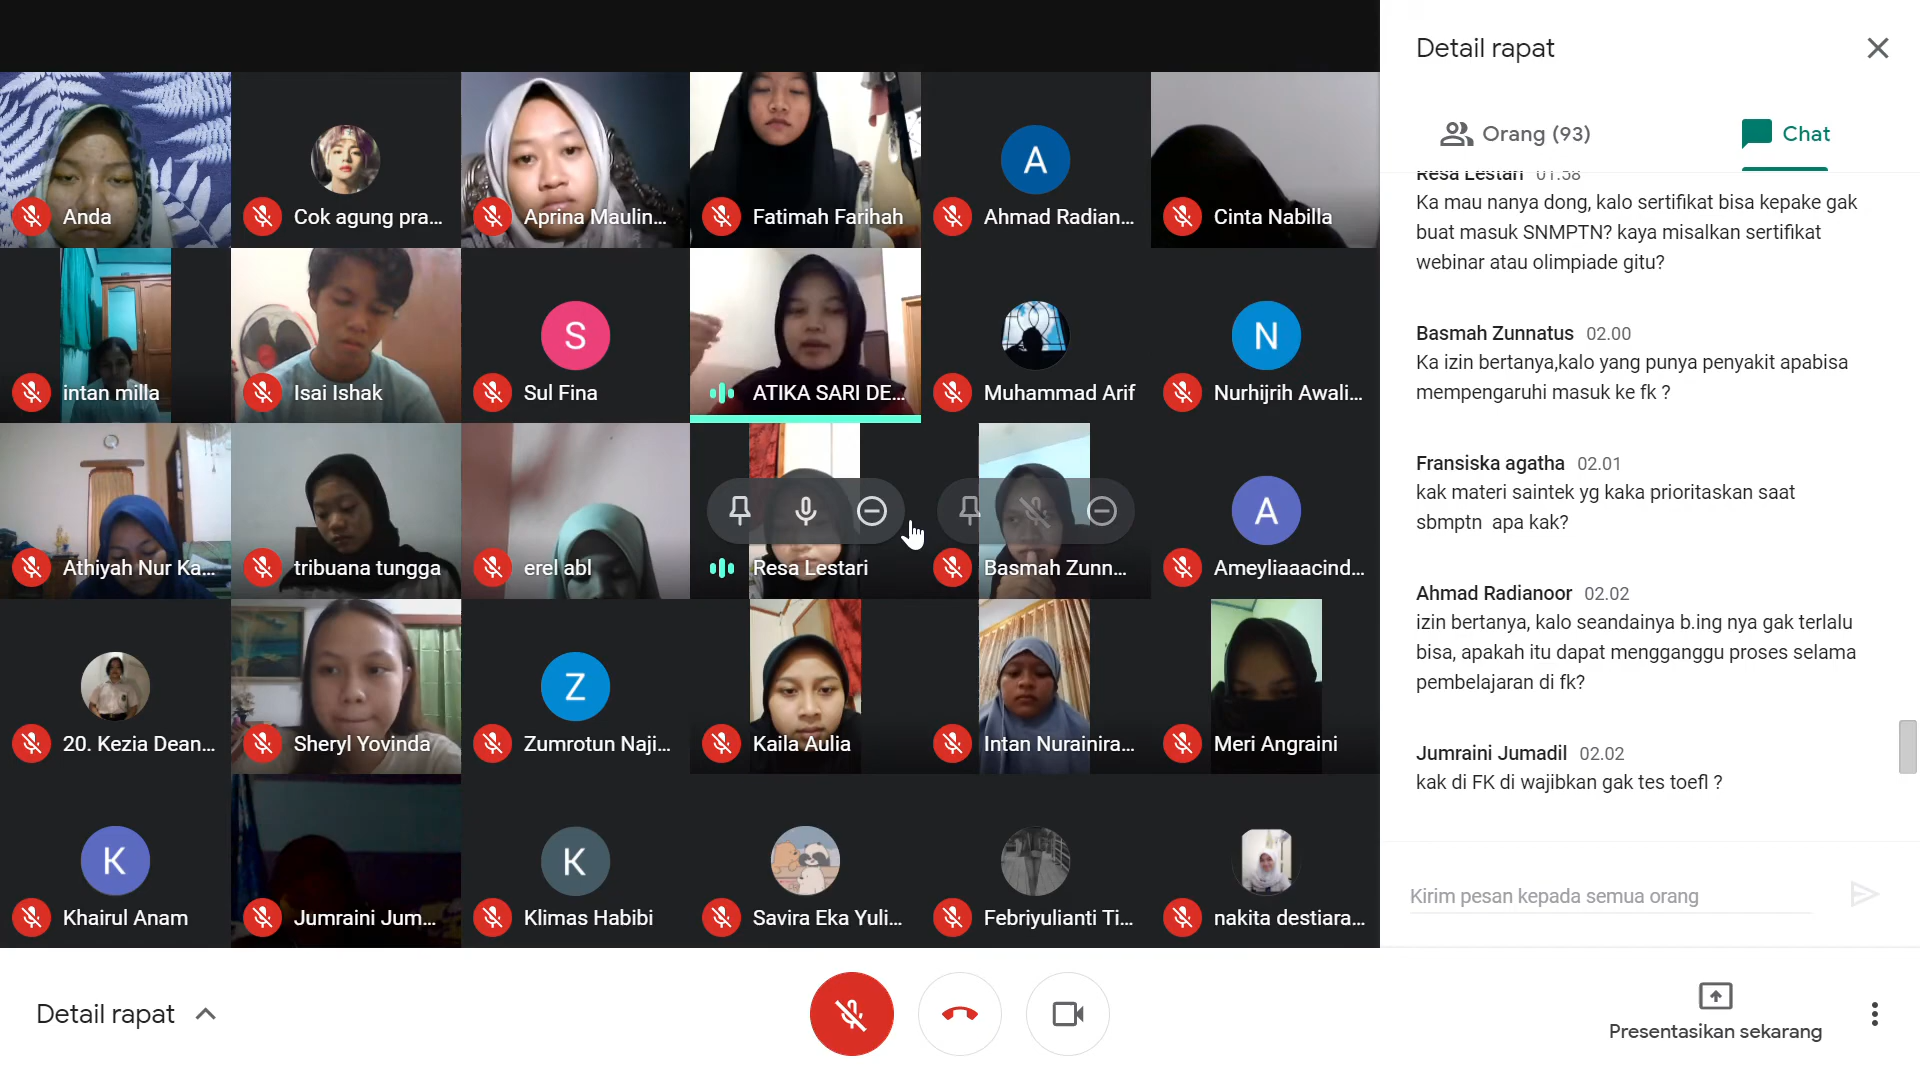 Anda
Cok agung pra...
Aprina Maulin...
Fatimah Farihah
A
Ahmad Radian...
Cinta Nabilla
intan milla
Isai Ishak
S
Sul Fina
ATIKA SARI DE...
Muhammad Arif
N
Nurhijrih Awali...
Athiyah Nur Ka...
tribuana tungga
erel abl
Resa Lestari
Basmah Zunn...
A
Ameyliaaacind...
20. Kezia Dean...
Sheryl Yovinda
Z
Zumrotun Naji...
Kaila Aulia
Intan Nurainira...
Meri Angraini
K
Khairul Anam
Jumraini Jum...
K
Klimas Habibi
Savira Eka Yuli...
Febriyulianti Ti...
nakita destiara...
Detail rapat
Orang (93)
Chat
Resa Lestari 01.58
Ka mau nanya dong, kalo sertifikat bisa kepake gak
buat masuk SNMPTN? kaya misalkan sertifikat
webinar atau olimpiade gitu?
Basmah Zunnatus 02.00
Ka izin bertanya,kalo yang punya penyakit apabisa
mempengaruhi masuk ke fk ?
Fransiska agatha 02.01
kak materi saintek yg kaka prioritaskan saat
sbmptn apa kak?
Ahmad Radianoor 02.02
izin bertanya, kalo seandainya b.ing nya gak terlalu
bisa, apakah itu dapat mengganggu proses selama
pembelajaran di fk?
Jumraini Jumadil 02.02
kak di FK di wajibkan gak tes toefl ?
Kirim pesan kepada semua orang
Detail rapat
Presentasikan sekarang